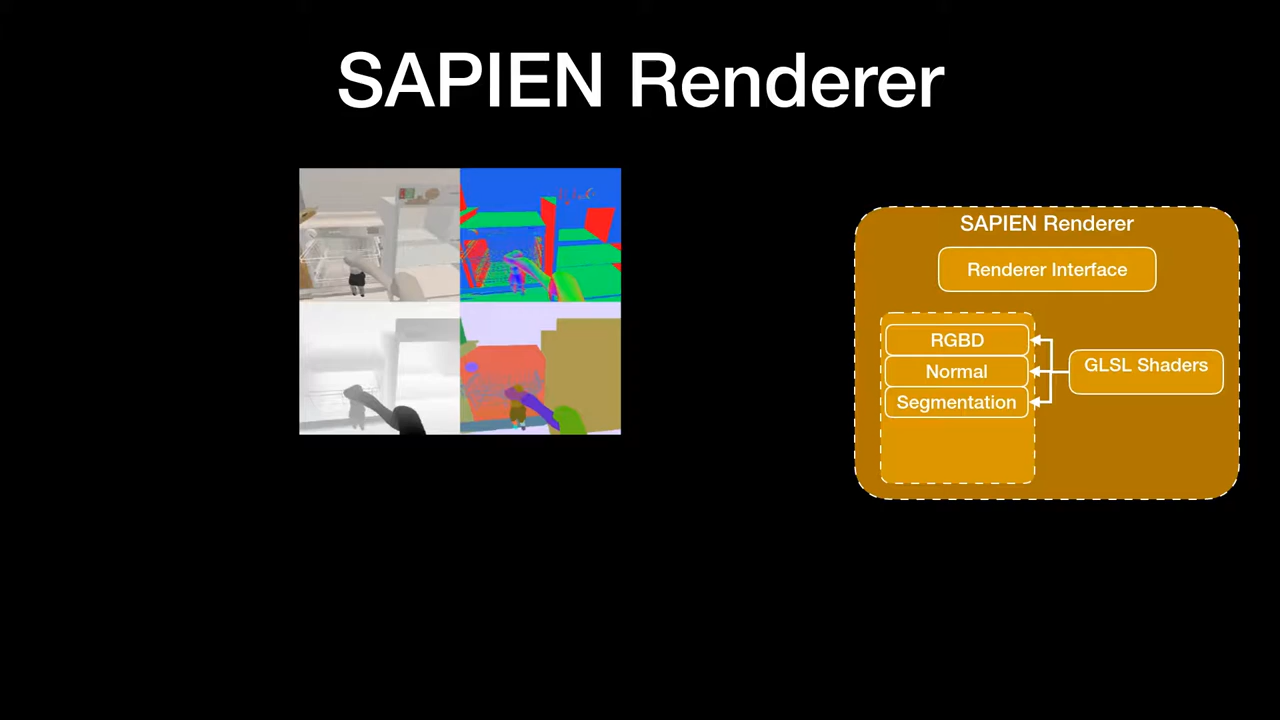 SAPIEN Renderer
SAPIEN Renderer
Renderer Interface
RGBD
Normal
Segmentation
GLSL Shaders